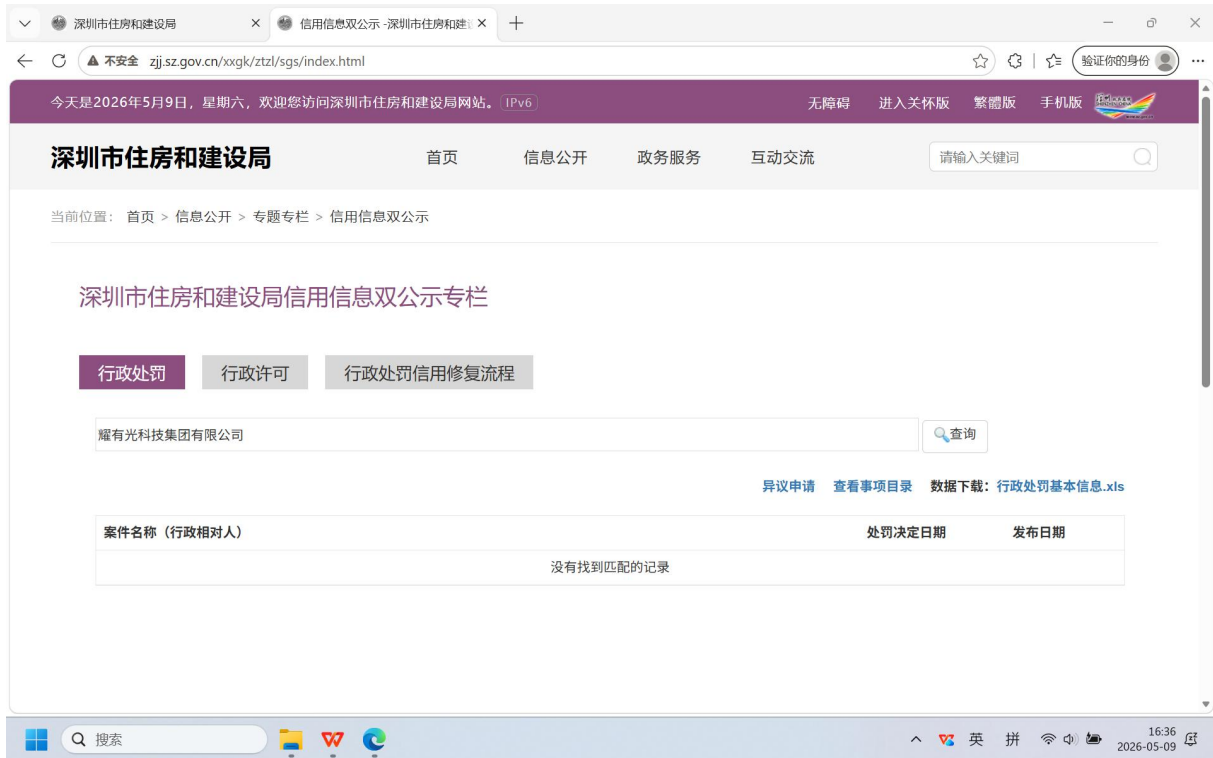 深圳市住房和建设局
信用信息双公示 -深圳市住房和建
不安全 zjj.sz.gov.cn/xxgk/ztzl/sgs/index.html 验证你的身份
今天是2026年5月9日，星期六，欢迎您访问深圳市住房和建设局网站。 IPv6 无障碍 进入关怀版 繁體版 手机版
深圳市住房和建设局 首页 信息公开 政务服务 互动交流 请输入关键词
当前位置： 首页 > 信息公开 > 专题专栏 > 信用信息双公示
深圳市住房和建设局信用信息双公示专栏
行政处罚 行政许可 行政处罚信用修复流程
耀有光科技集团有限公司 查询
异议申请 查看事项目录 数据下载：行政处罚基本信息.xls
案件名称（行政相对人） 处罚决定日期 发布日期
没有找到匹配的记录
搜索 英 拼 16:36
2026-05-09